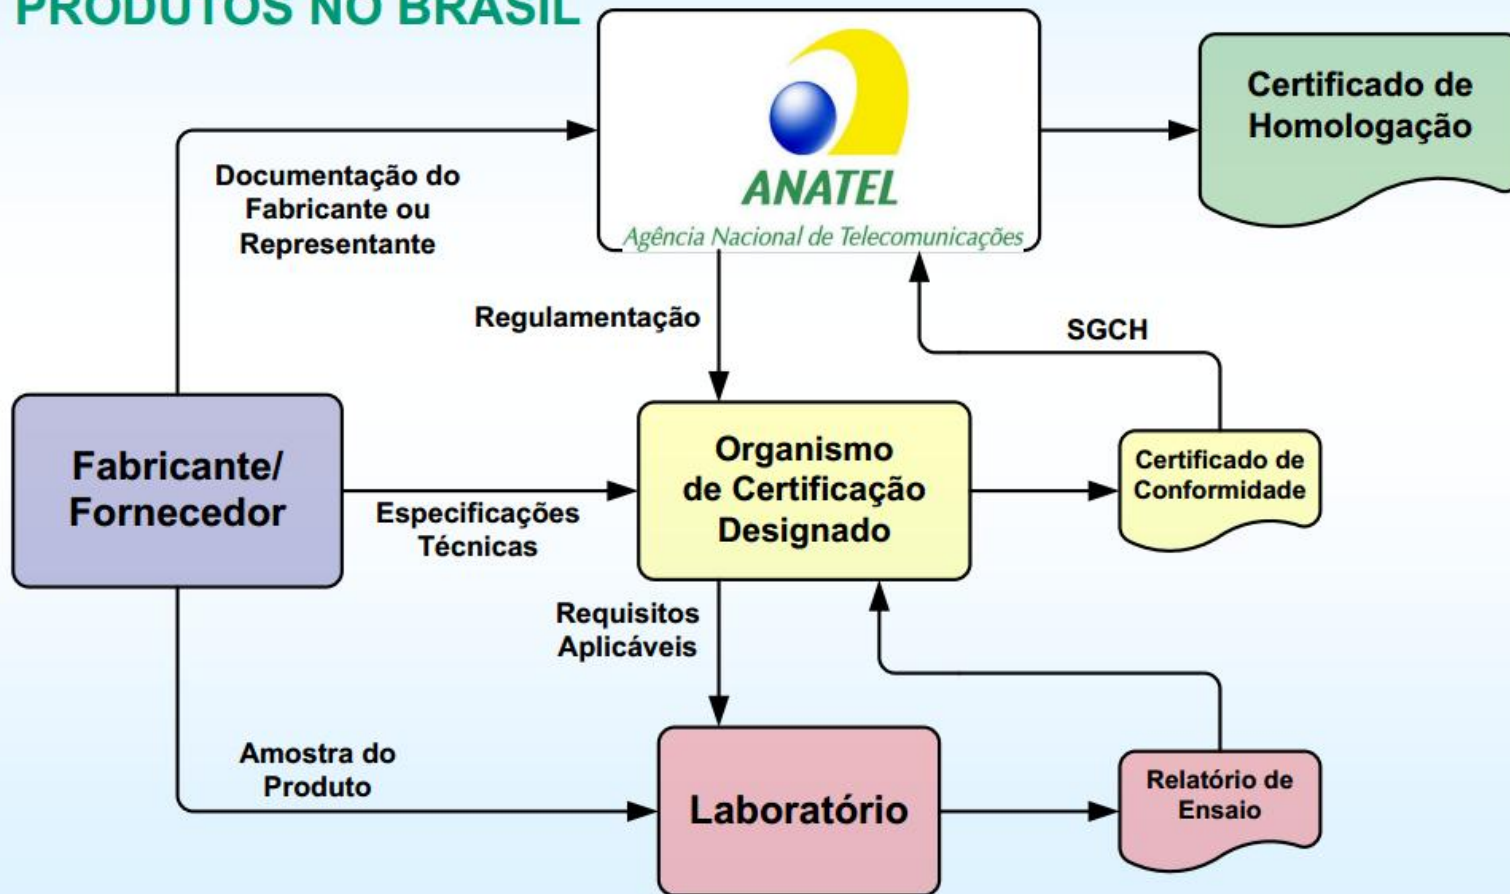 PRODUTOS NO BRASIL
ANATEL
Agência Nacional de Telecomunicações
Certificado de
Homologação
Documentação do
Fabricante ou
Representante
Regulamentação
SGCH
Fabricante/
Fornecedor
Especificações
Técnicas
Organismo
de Certificação
Designado
Certificado de
Conformidade
Requisitos
Aplicáveis
Amostra do
Produto
Laboratório
Relatório de
Ensaio